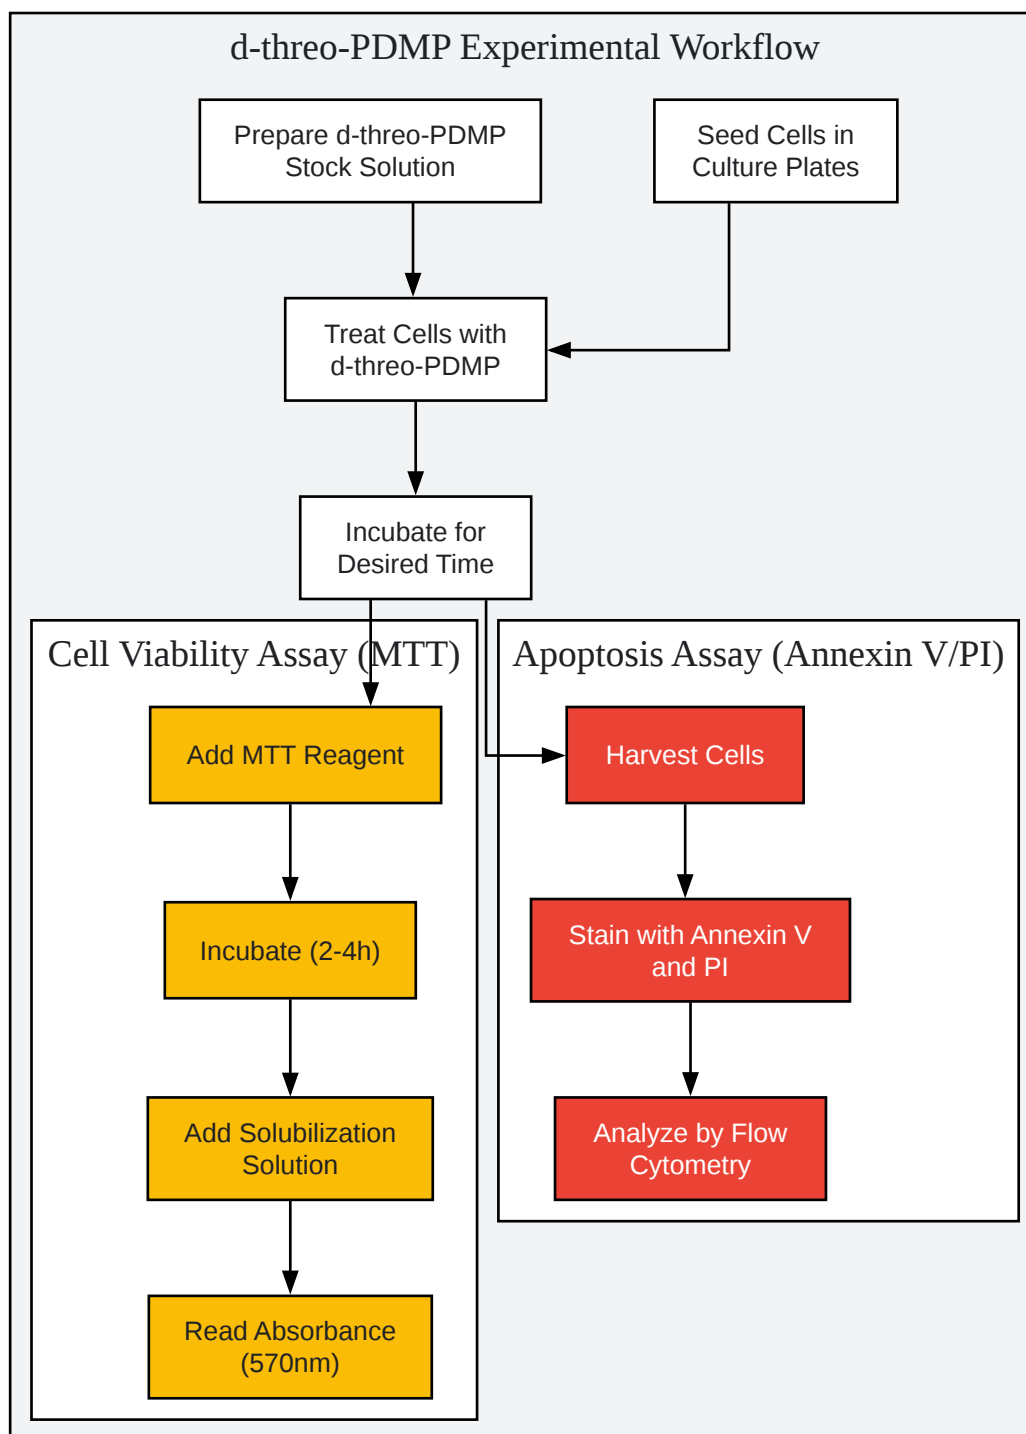 d-threo-PDMP Experimental Workflow
Prepare d-threo-PDMP
Stock Solution
Seed Cells in
Culture Plates
Treat Cells with
d-threo-PDMP
Incubate for
Desired Time
Cell Viability Assay (MTT)
Add MTT Reagent
Incubate (2-4h)
Add Solubilization
Solution
Read Absorbance
(570nm)
Apoptosis Assay (Annexin V/PI)
Harvest Cells
Stain with Annexin V
and PI
Analyze by Flow
Cytometry